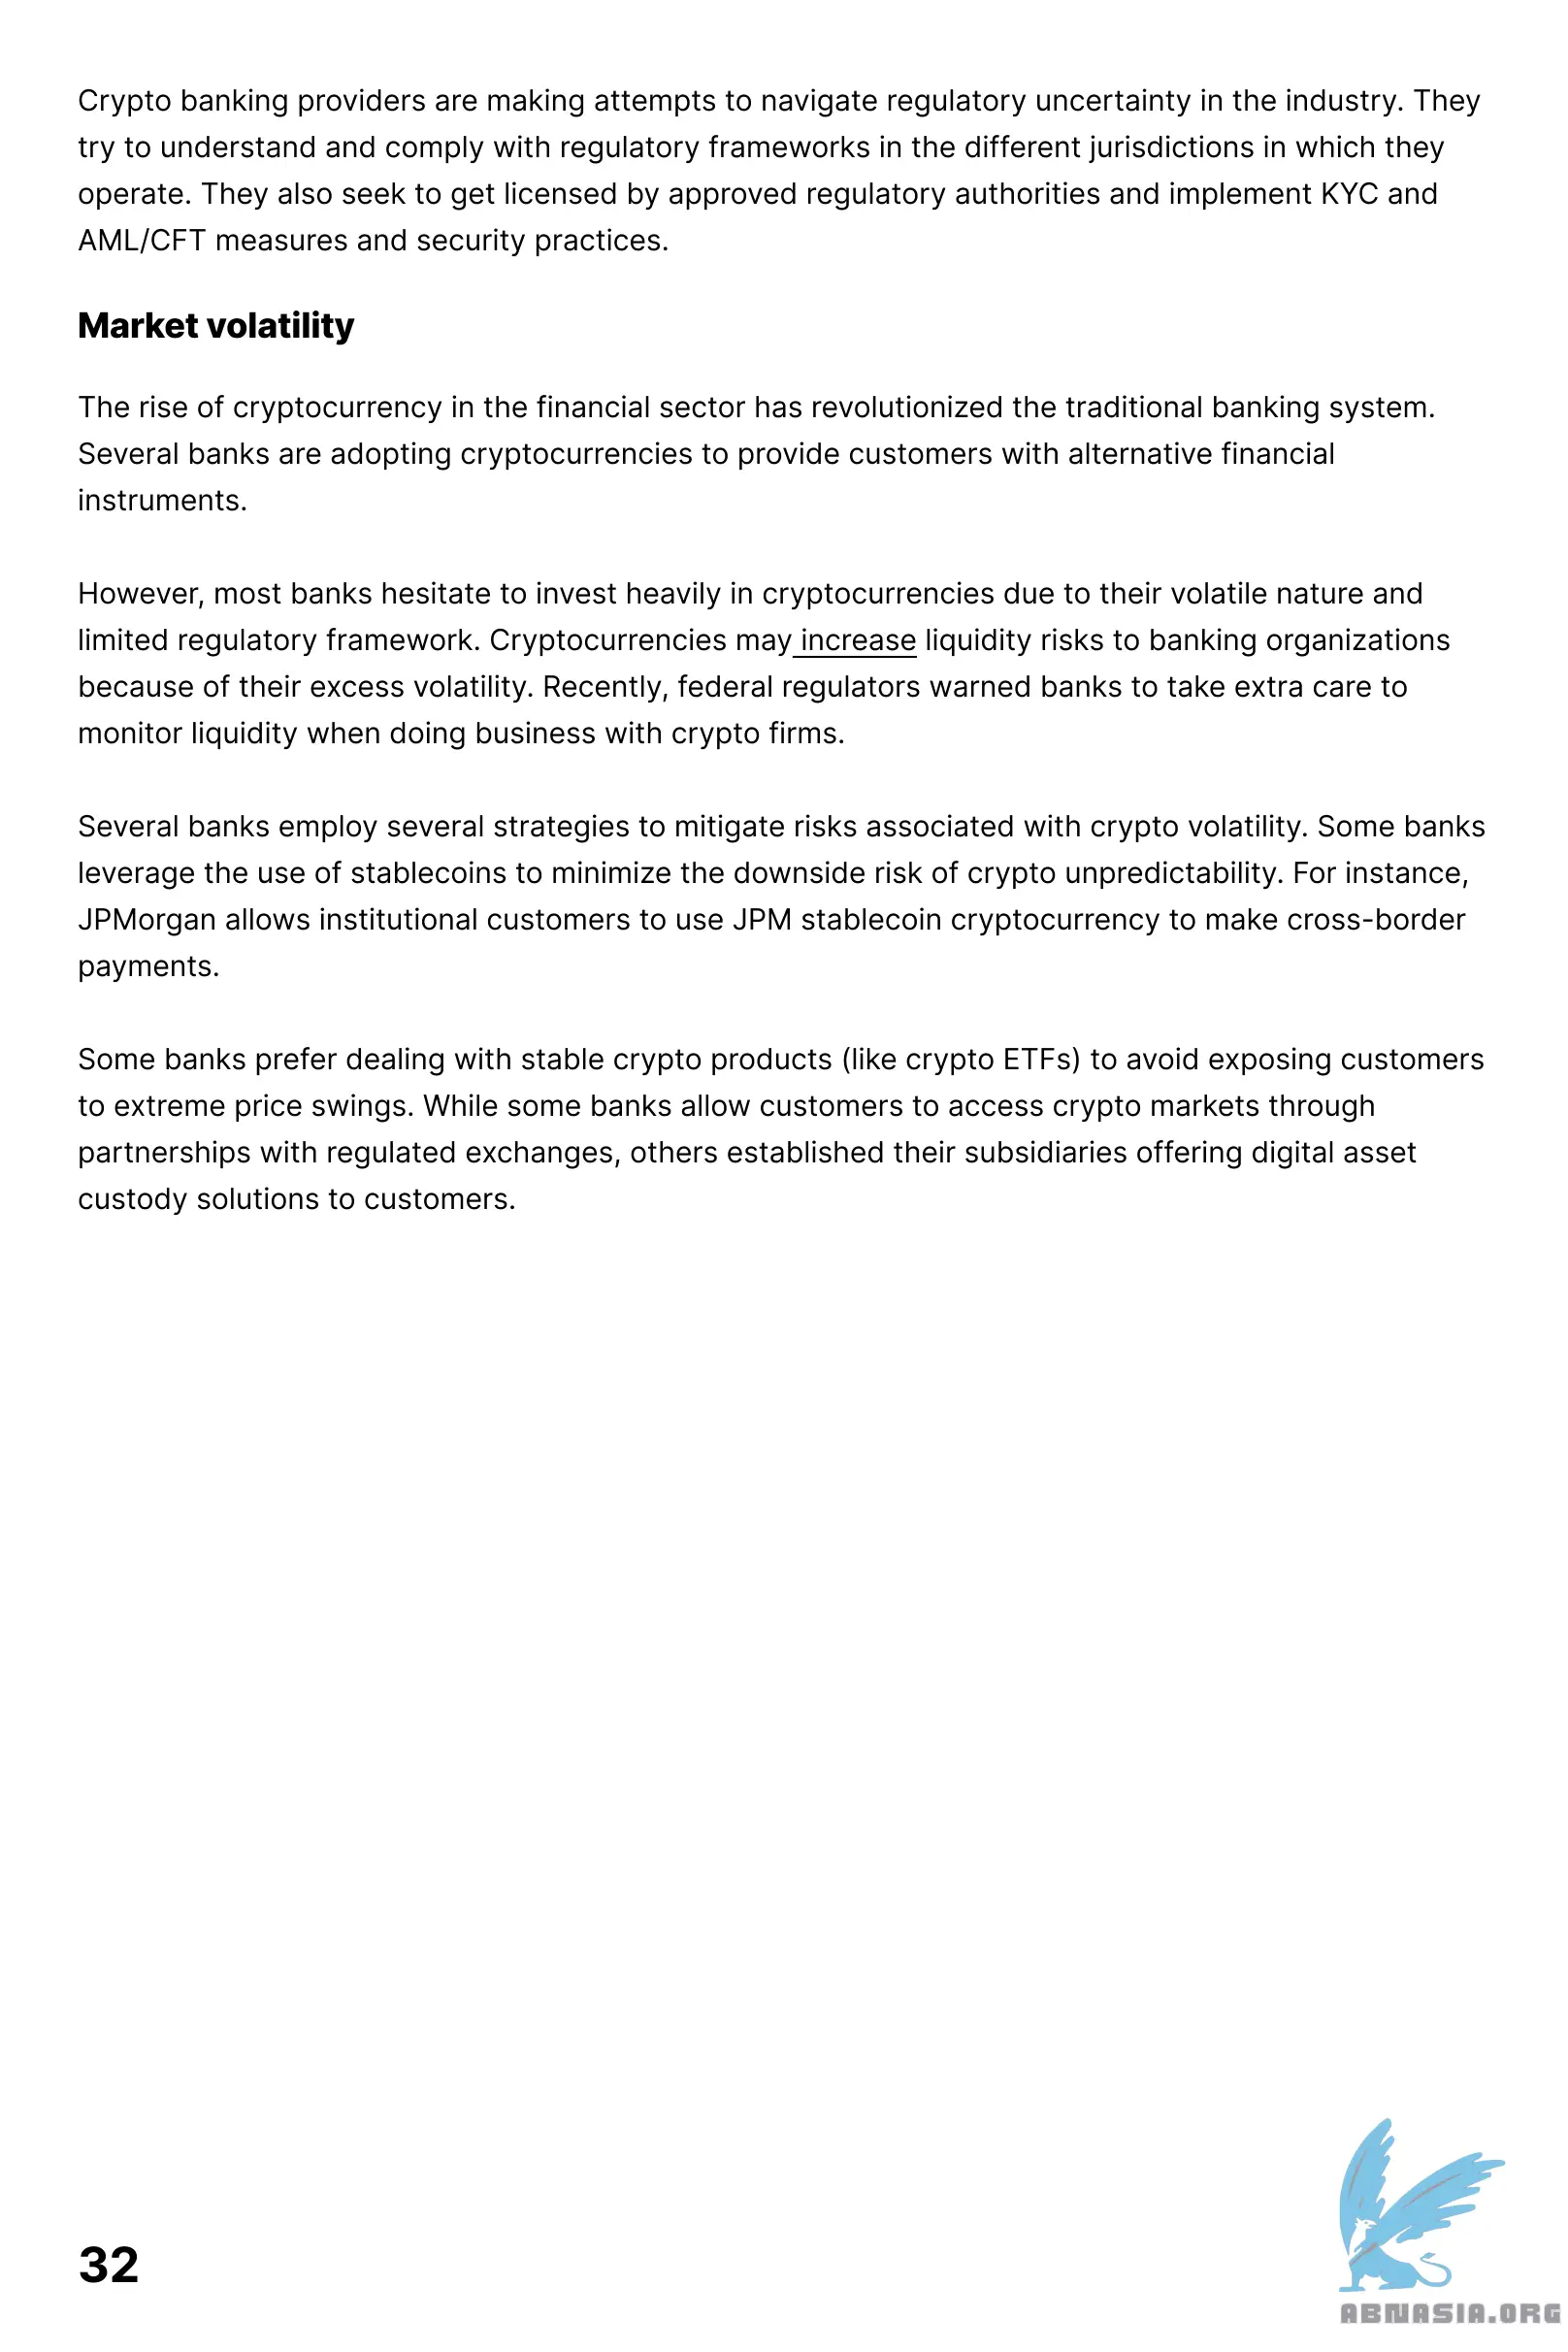 Crypto banking providers are making attempts to navigate regulatory uncertainty in the industry. They
try to understand and comply with regulatory frameworks in the different jurisdictions in which they
operate. They also seek to get licensed by approved regulatory authorities and implement KYC and
AML/CFT measures and security practices.
Market volatility
The rise of cryptocurrency in the financial sector has revolutionized the traditional banking system.
Several banks are adopting cryptocurrencies to provide customers with alternative financial
instruments.
However, most banks hesitate to invest heavily in cryptocurrencies due to their volatile nature and
limited regulatory framework. Cryptocurrencies may increase liquidity risks to banking organizations
because of their excess volatility. Recently, federal regulators warned banks to take extra care to
monitor liquidity when doing business with crypto firms.
Several banks employ several strategies to mitigate risks associated with crypto volatility. Some banks
leverage the use of stablecoins to minimize the downside risk of crypto unpredictability. For instance,
JPMorgan allows institutional customers to use JPM stablecoin cryptocurrency to make cross-border
payments.
Some banks prefer dealing with stable crypto products (like crypto ETFs) to avoid exposing customers
to extreme price swings. While some banks allow customers to access crypto markets through
partnerships with regulated exchanges, others established their subsidiaries offering digital asset
custody solutions to customers.
32
ABNASIA.ORG